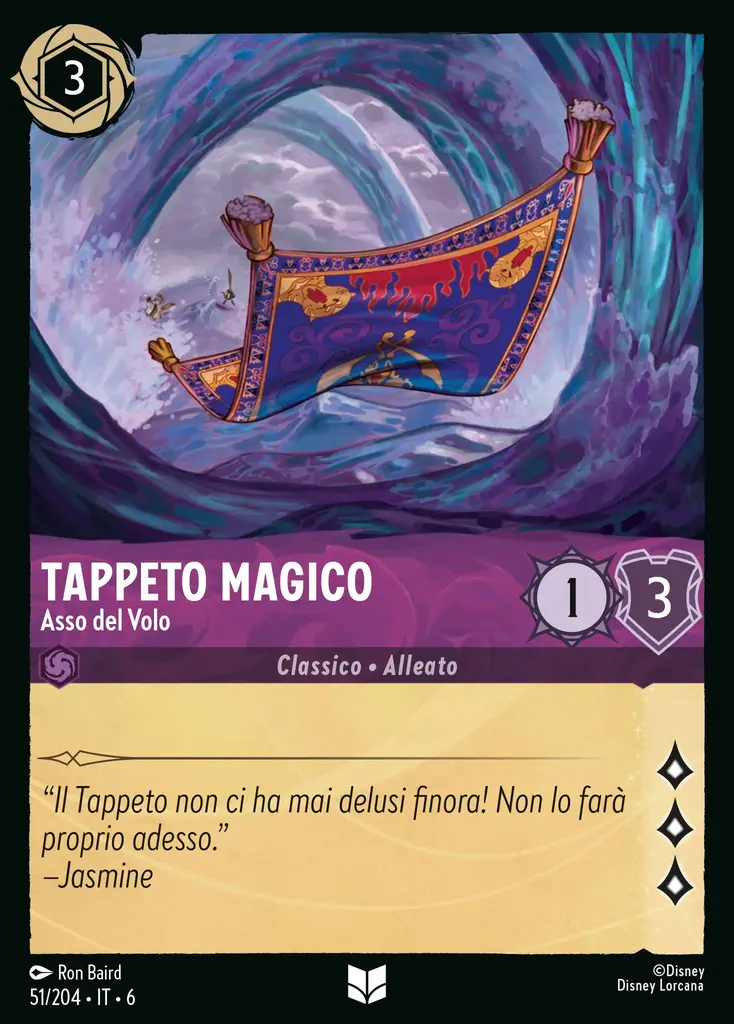 3
TAPPETO MAGICO
Asso del Volo
1
3
Classico • Alleato
“Il Tappeto non ci ha mai delusi finora! Non lo farà
proprio adesso.”
–Jasmine
Ron Baird
51/204 • IT • 6
©Disney
Disney Lorcana